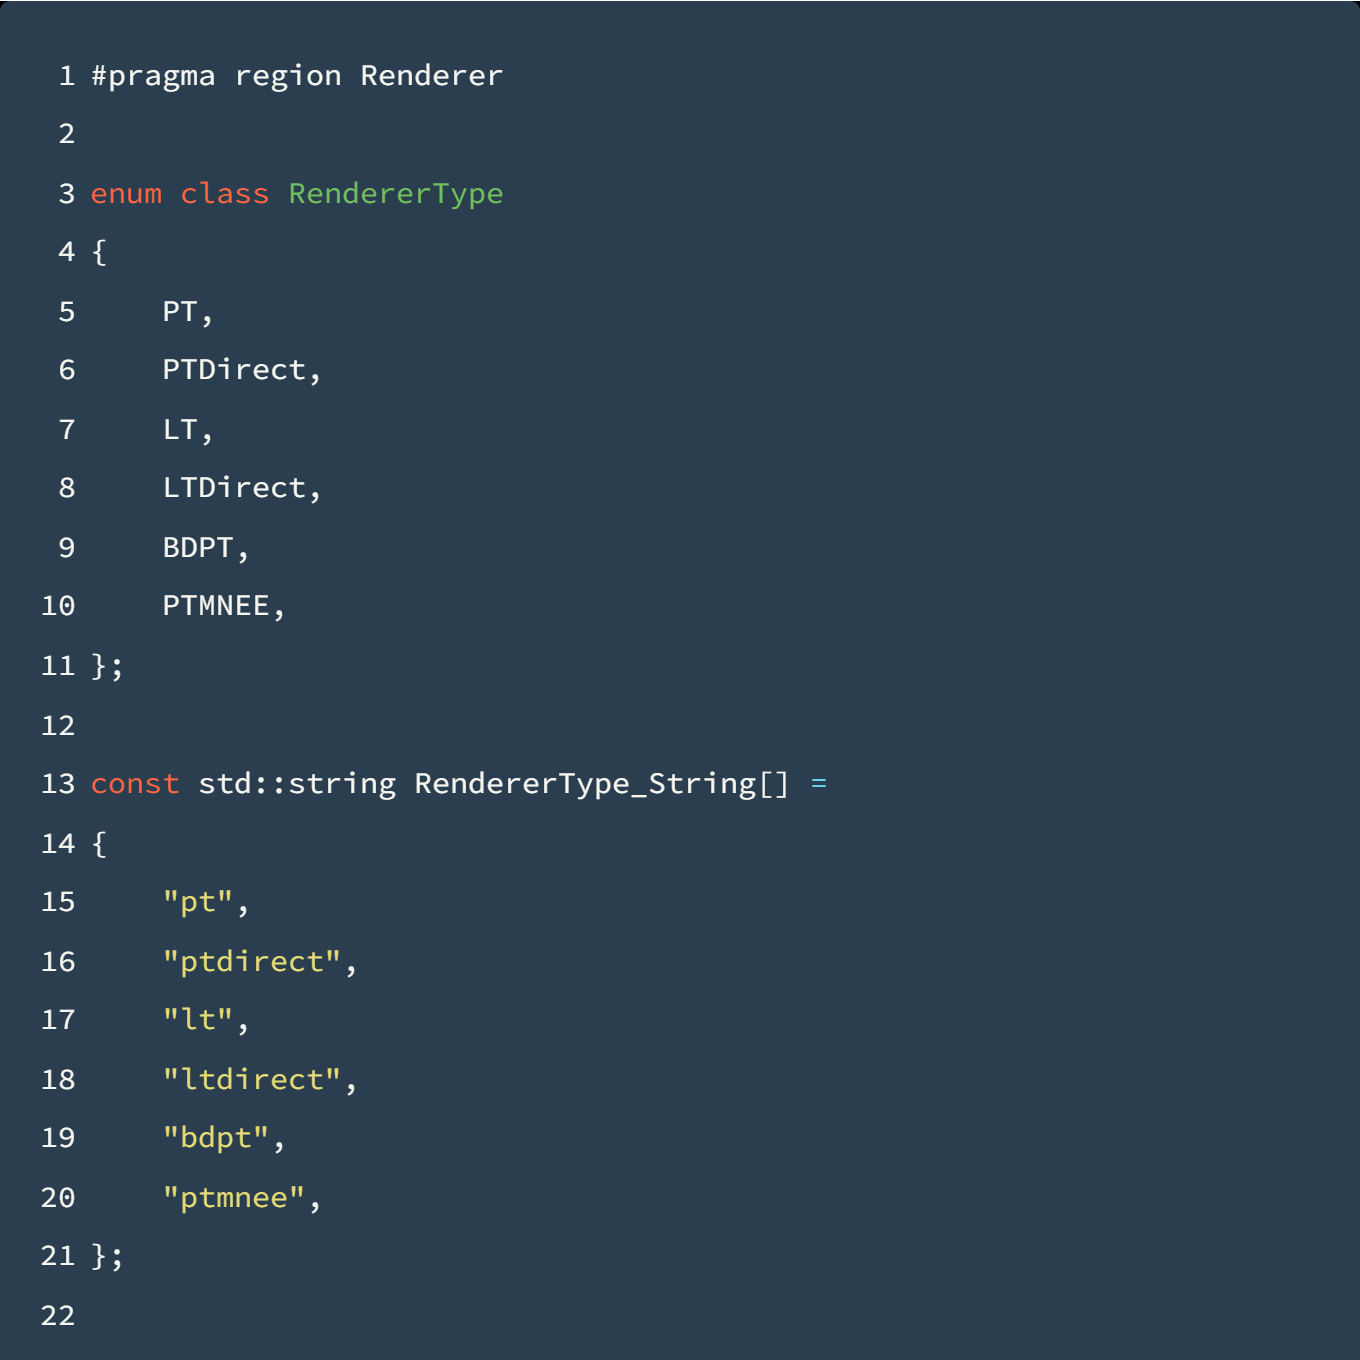 1 #pragma region Renderer
2
3 enum class RendererType
4 {
5     PT,
6     PTDirect,
7     LT,
8     LTDirect,
9     BDPT,
10     PTMNEE,
11 };
12
13 const std::string RendererType_String[] =
14 {
15     "pt",
16     "ptdirect",
17     "lt",
18     "ltdirect",
19     "bdpt",
20     "ptmnee",
21 };
22